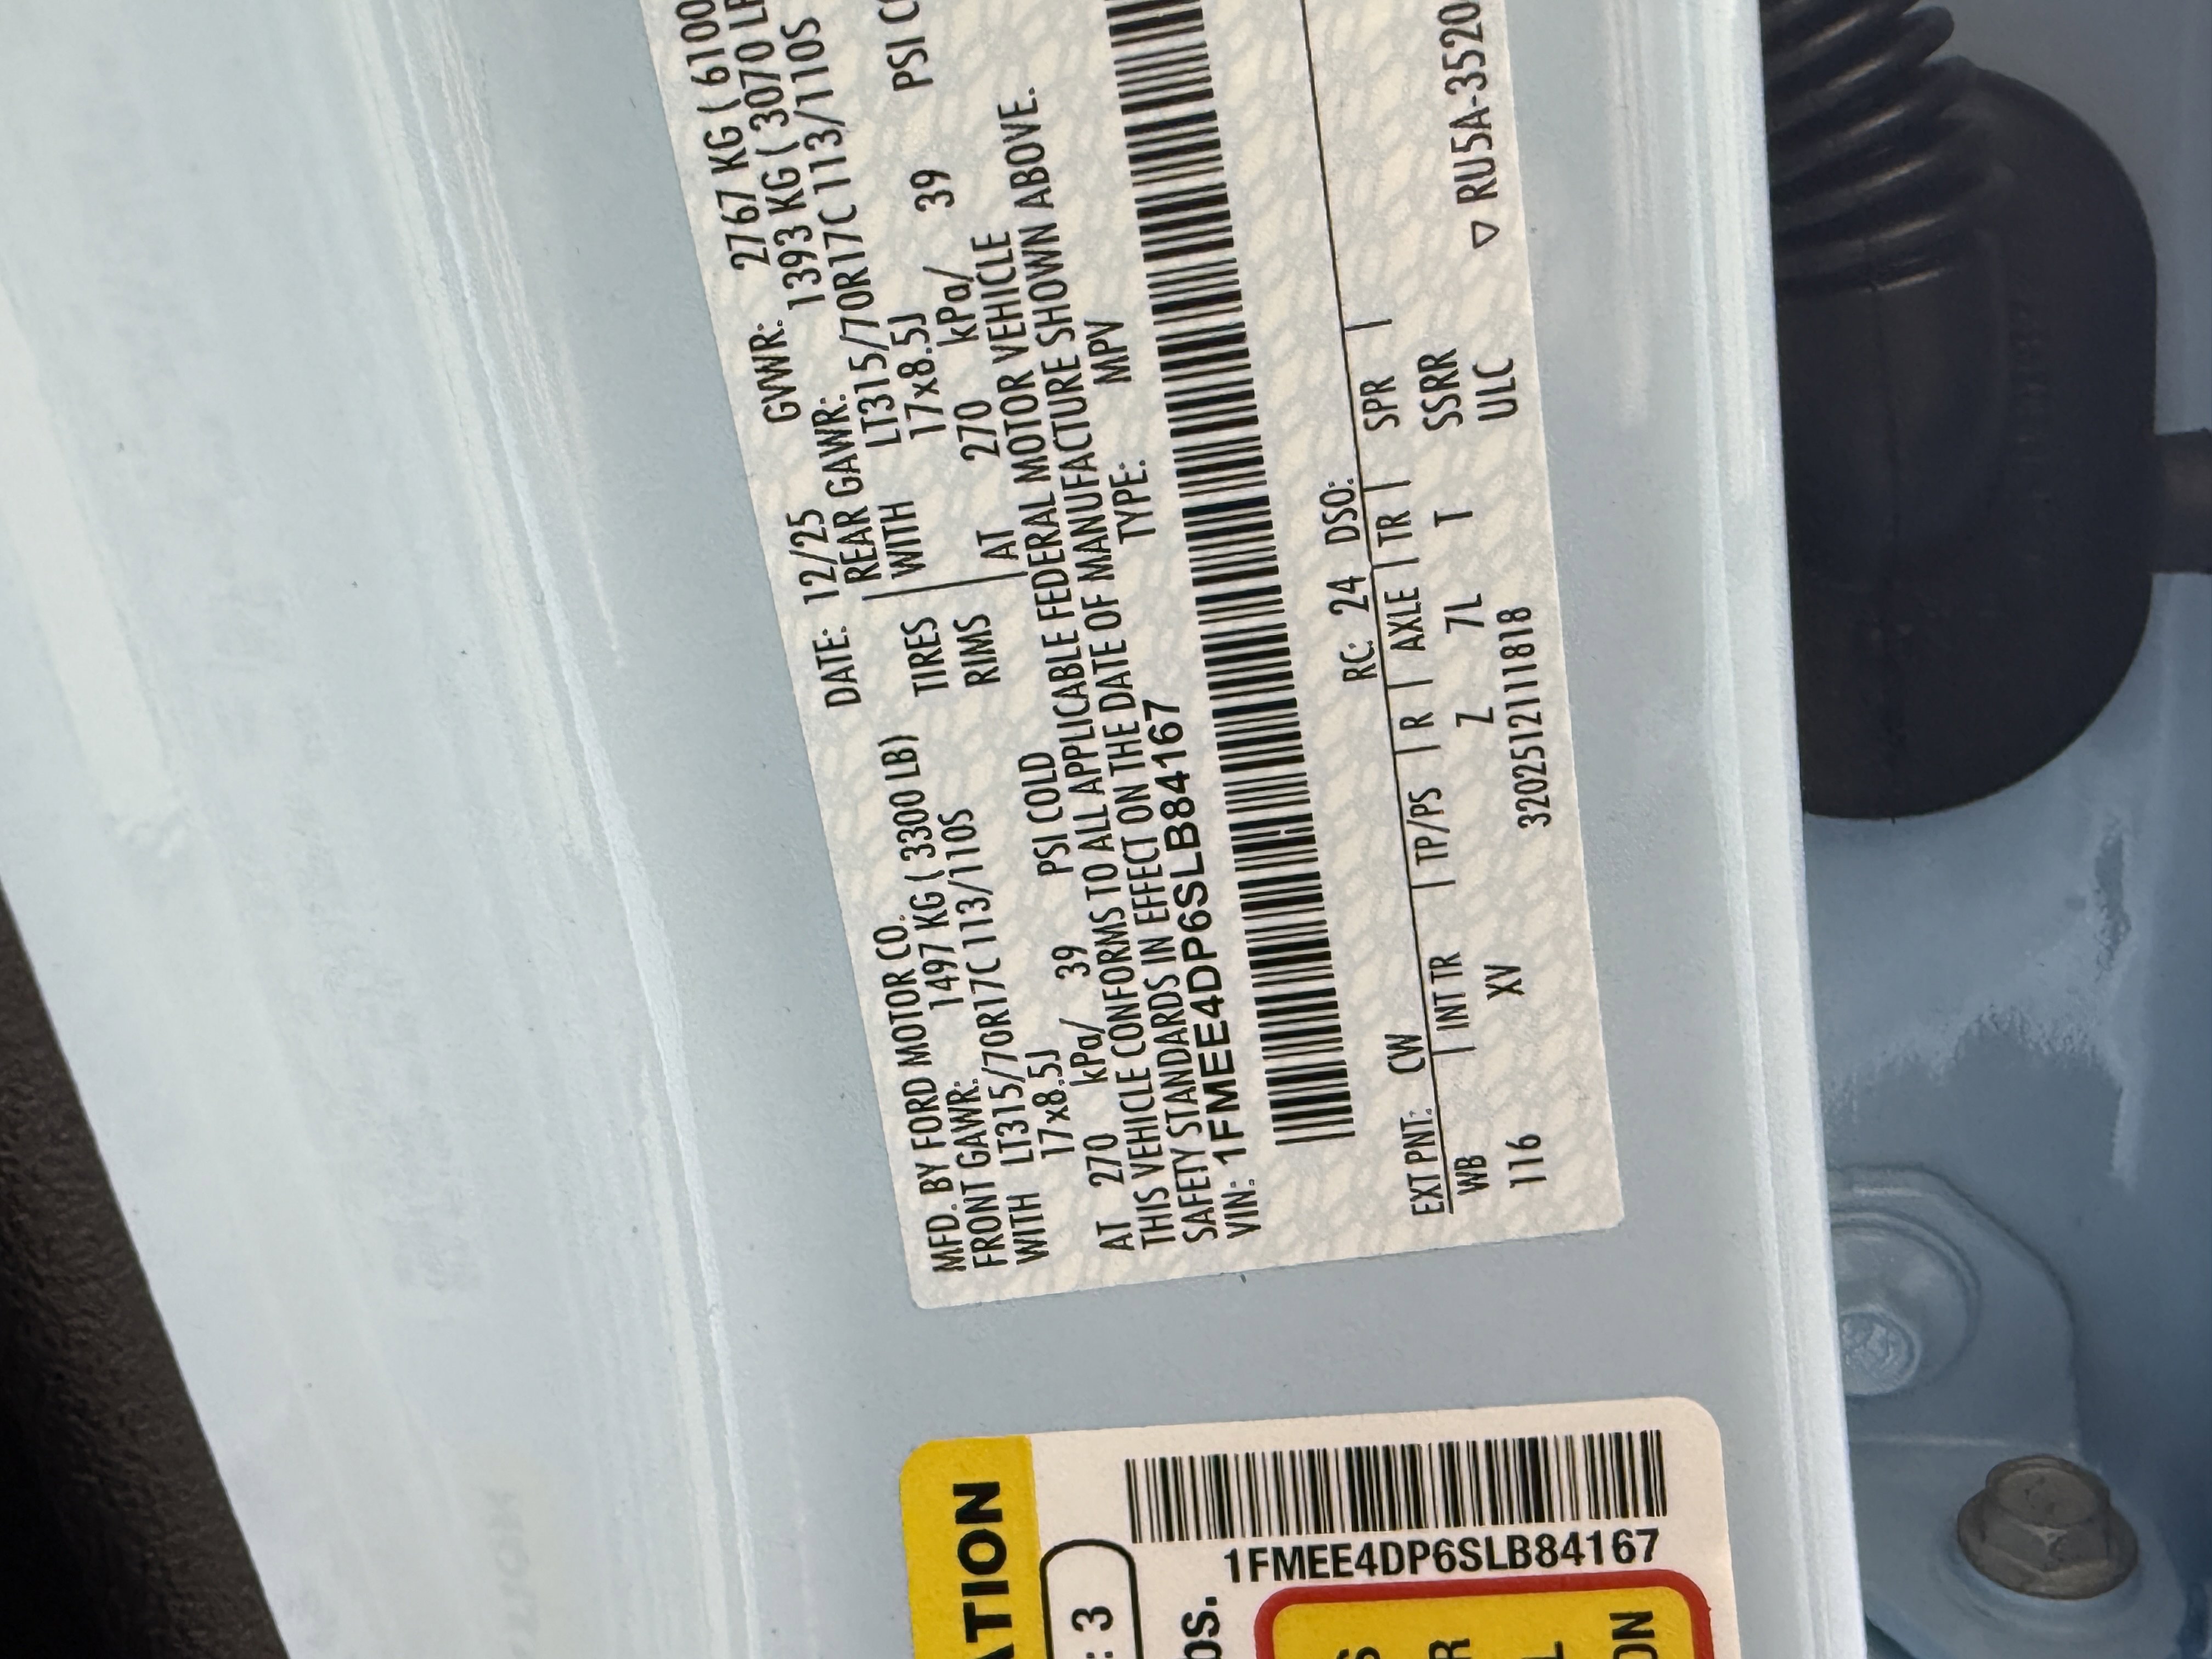 MFD. BY FORD MOTOR CO.
DATE: 12/25 GVWR: 2767 KG ( 6100
FRONT GAWR: 1497 KG ( 3300 LB)
REAR GAWR: 1393 KG ( 3070 LB
WITH LT315/70R17C 113/110S TIRES
WITH LT315/70R17C 113/110S
17x8.5J RIMS
17x8.5J
AT 270 kPa/ 39 PSI COLD
AT 270 kPa/ 39 PSI C
THIS VEHICLE CONFORMS TO ALL APPLICABLE FEDERAL MOTOR VEHICLE
SAFETY STANDARDS IN EFFECT ON THE DATE OF MANUFACTURE SHOWN ABOVE.
VIN: 1FMEE4DP6SLB84167 TYPE: MPV
EXT PNT: CW RC: 24 DSO:
WB | INT TR | TP/PS | R | AXLE | TR | SPR |
116 XV Z 7L T SSRR
3202512111818 ULC
▽ RU5A-3520
ATION
: 3
1FMEE4DP6SLB84167
os.
S
R
L
ON